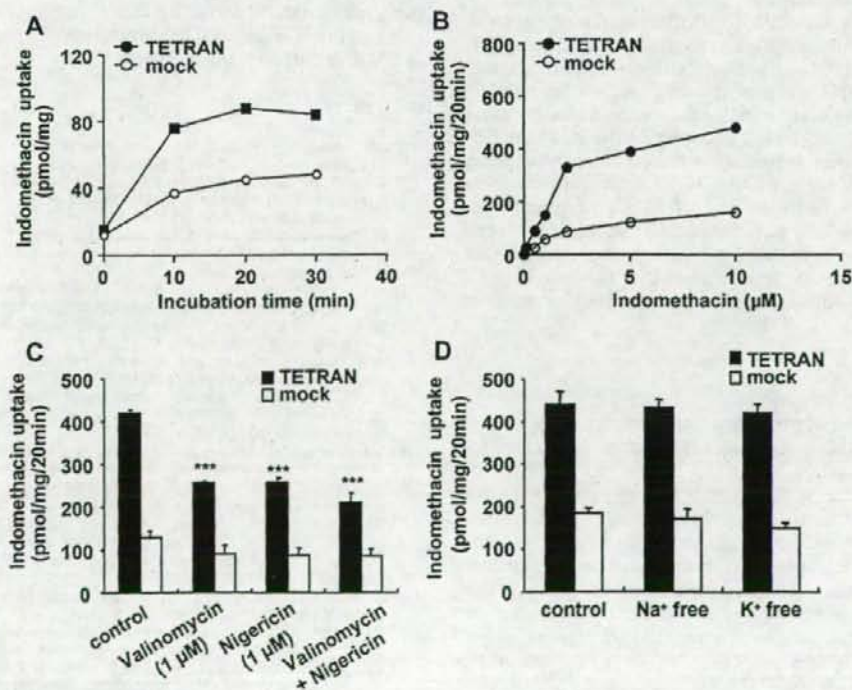 A
TETRAN
mock
Indomethacin uptake
(pmol/mg)
120
80
40
0
0 10 20 30 40
Incubation time (min)
B
TETRAN
mock
Indomethacin uptake
(pmol/mg/20min)
800
600
400
200
0
0 5 10 15
Indomethacin (µM)
C
TETRAN
mock
Indomethacin uptake
(pmol/mg/20min)
500
400
300
200
100
0
*** *** ***
control
Valinomycin
(1 µM)
Nigericin
(1 µM)
Valinomycin
+ Nigericin
D
TETRAN
mock
Indomethacin uptake
(pmol/mg/20min)
500
400
300
200
100
0
control Na⁺ free K⁺ free